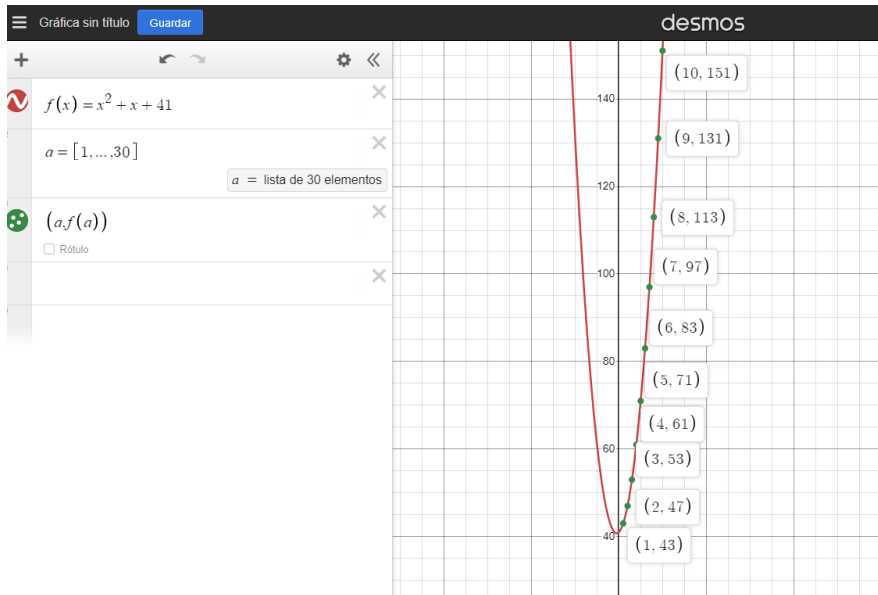 Gráfica sin título Guardar desmos
f(x) = x² + x + 41
a = [1,...,30]
a = lista de 30 elementos
(a,f(a))
Rótulo
(10, 151)
140
(9, 131)
120
(8, 113)
(7, 97)
100
(6, 83)
80
(5, 71)
(4, 61)
60
(3, 53)
(2, 47)
40
(1, 43)